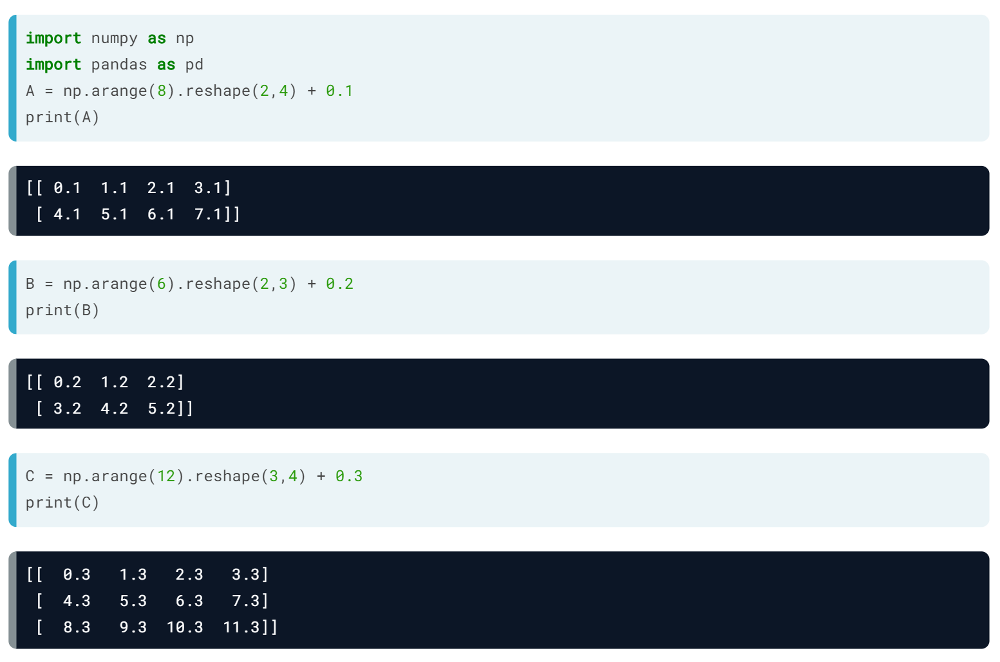 import numpy as np
import pandas as pd
A = np.arange(8).reshape(2,4) + 0.1
print(A)
[[ 0.1  1.1  2.1  3.1]
 [ 4.1  5.1  6.1  7.1]]
B = np.arange(6).reshape(2,3) + 0.2
print(B)
[[ 0.2  1.2  2.2]
 [ 3.2  4.2  5.2]]
C = np.arange(12).reshape(3,4) + 0.3
print(C)
[[  0.3   1.3   2.3   3.3]
 [  4.3   5.3   6.3   7.3]
 [  8.3   9.3  10.3  11.3]]